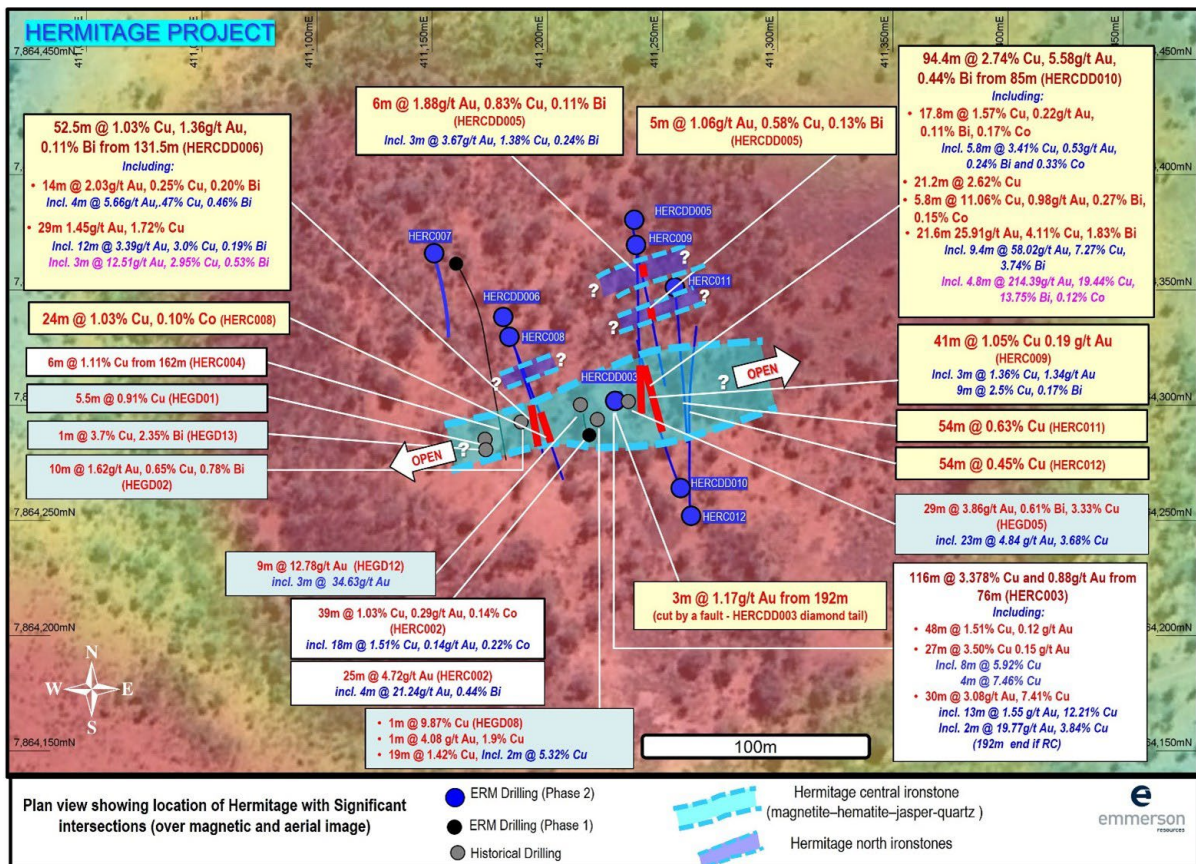 HERMITAGE PROJECT
411,100mE
411,150mE
411,200mE
411,250mE
411,300mE
411,350mE
7,864,450mN
52.5m @ 1.03% Cu, 1.36g/t Au,
0.11% Bi from 131.5m (HERCDD006)
Including:
• 14m @ 2.03g/t Au, 0.25% Cu, 0.20% Bi
Incl. 4m @ 5.66g/t Au,.47% Cu, 0.46% Bi
• 29m 1.45g/t Au, 1.72% Cu
Incl. 12m @ 3.39g/t Au, 3.0% Cu, 0.19% Bi
Incl. 3m @ 12.51g/t Au, 2.95% Cu, 0.53% Bi
24m @ 1.03% Cu, 0.10% Co (HERC008)
6m @ 1.11% Cu from 162m (HERC004)
5.5m @ 0.91% Cu (HEGD01)
1m @ 3.7% Cu, 2.35% Bi (HEGD13)
10m @ 1.62g/t Au, 0.65% Cu, 0.78% Bi
(HEGD02)
7,864,250mN
6m @ 1.88g/t Au, 0.83% Cu, 0.11% Bi
(HERCDD005)
Incl. 3m @ 3.67g/t Au, 1.38% Cu, 0.24% Bi
5m @ 1.06g/t Au, 0.58% Cu, 0.13% Bi
(HERCDD005)
94.4m @ 2.74% Cu, 5.58g/t Au,
0.44% Bi from 85m (HERCDD010)
Including:
• 17.8m @ 1.57% Cu, 0.22g/t Au,
0.11% Bi, 0.17% Co
Incl. 5.8m @ 3.41% Cu, 0.53g/t Au,
0.24% Bi and 0.33% Co
• 21.2m @ 2.62% Cu
• 5.8m @ 11.06% Cu, 0.98g/t Au, 0.27% Bi,
0.15% Co
• 21.6m 25.91g/t Au, 4.11% Cu, 1.83% Bi
Incl. 9.4m @ 58.02g/t Au, 7.27% Cu,
3.74% Bi
Incl. 4.8m @ 214.39g/t Au, 19.44% Cu,
13.75% Bi, 0.12% Co
HERC007
HERCDD006
HERC008
HERCDD005
HERC009
HERC011
HERCDD003
HERCDD010
HERC012
?
?
?
?
?
?
?
?
OPEN
OPEN
41m @ 1.05% Cu 0.19 g/t Au
(HERC009)
Incl. 3m @ 1.36% Cu, 1.34g/t Au
9m @ 2.5% Cu, 0.17% Bi
54m @ 0.63% Cu (HERC011)
54m @ 0.45% Cu (HERC012)
29m @ 3.86g/t Au, 0.61% Bi, 3.33% Cu
(HEGD05)
incl. 23m @ 4.84 g/t Au, 3.68% Cu
9m @ 12.78g/t Au (HEGD12)
incl. 3m @ 34.63g/t Au
39m @ 1.03% Cu, 0.29g/t Au, 0.14% Co
(HERC002)
incl. 18m @ 1.51% Cu, 0.14g/t Au, 0.22% Co
25m @ 4.72g/t Au (HERC002)
incl. 4m @ 21.24g/t Au, 0.44% Bi
• 1m @ 9.87% Cu (HEGD08)
• 1m @ 4.08 g/t Au, 1.9% Cu
• 19m @ 1.42% Cu, Incl. 2m @ 5.32% Cu
3m @ 1.17g/t Au from 192m
(cut by a fault - HERCDD003 diamond tail)
116m @ 3.378% Cu and 0.88g/t Au from
76m (HERC003)
Including:
• 48m @ 1.51% Cu, 0.12 g/t Au
• 27m @ 3.50% Cu 0.15 g/t Au
Incl. 8m @ 5.92% Cu
4m @ 7.46% Cu
• 30m @ 3.08g/t Au, 7.41% Cu
incl. 13m @ 1.55 g/t Au, 12.21% Cu
Incl. 2m @ 19.77g/t Au, 3.84% Cu
(192m end if RC)
7,864,200mN
7,864,150mN
N
W E
S
100m
Plan view showing location of Hermitage with Significant
intersections (over magnetic and aerial image)
ERM Drilling (Phase 2)
ERM Drilling (Phase 1)
Historical Drilling
Hermitage central ironstone
(magnetite–hematite–jasper-quartz )
Hermitage north ironstones
e
emmerson
resources